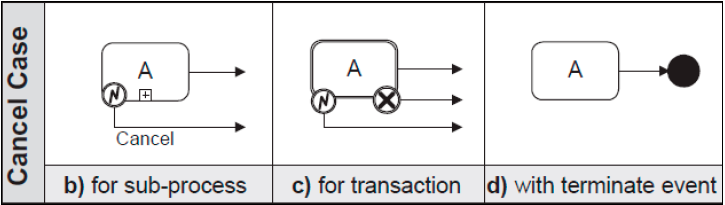 Cancel Case
A
Cancel
b) for sub-process
A
c) for transaction
A
d) with terminate event